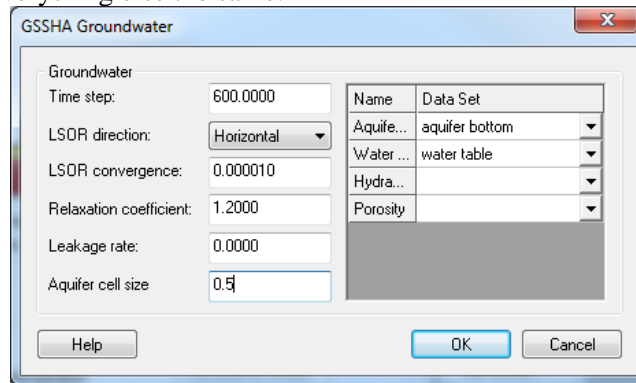 GSSHA Groundwater
Groundwater
Time step: 600.0000
LSOR direction: Horizontal
LSOR convergence: 0.000010
Relaxation coefficient: 1.2000
Leakage rate: 0.0000
Aquifer cell size 0.5
Name Data Set
Aquife... aquifer bottom
Water ... water table
Hydra...
Porosity
Help OK Cancel